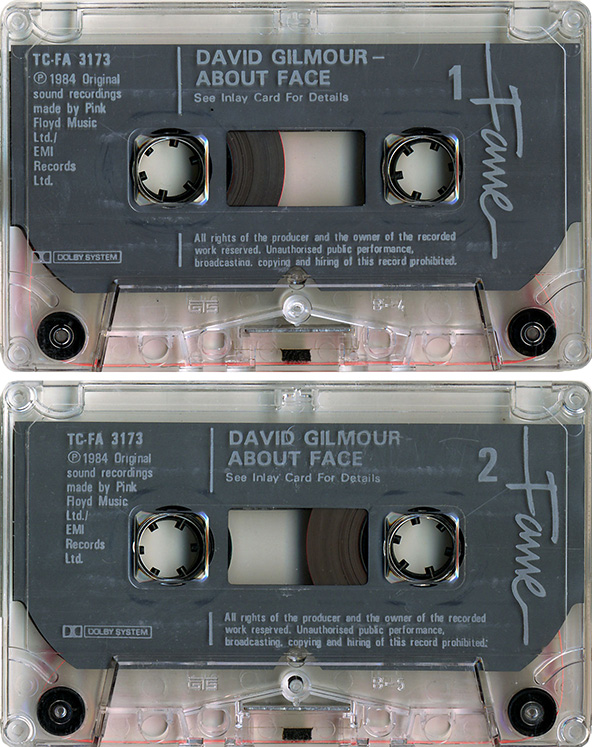 TC-FA 3173
℗ 1984 Original
sound recordings
made by Pink
Floyd Music
Ltd./
EMI
Records
Ltd.
DAVID GILMOUR –
ABOUT FACE
See Inlay Card For Details
1
Fame
DOLBY SYSTEM
All rights of the producer and the owner of the recorded
work reserved. Unauthorised public performance,
broadcasting, copying and hiring of this record prohibited.
TC-FA 3173
℗ 1984 Original
sound recordings
made by Pink
Floyd Music
Ltd./
EMI
Records
Ltd.
DAVID GILMOUR –
ABOUT FACE
See Inlay Card For Details
2
Fame
DOLBY SYSTEM
All rights of the producer and the owner of the recorded
work reserved. Unauthorised public performance,
broadcasting, copying and hiring of this record prohibited.